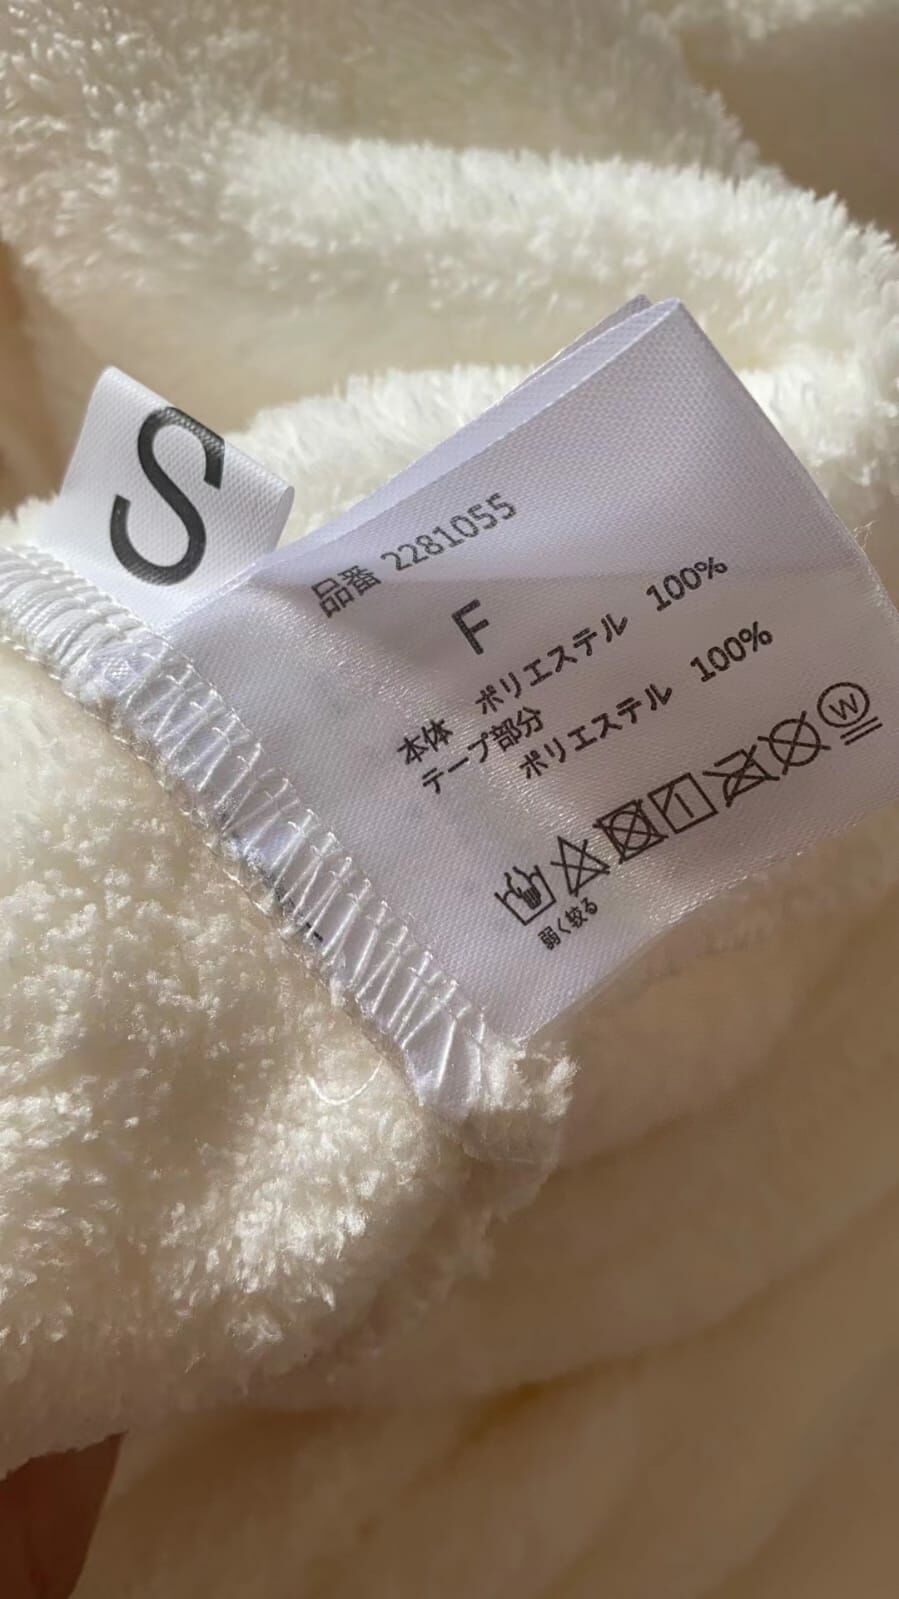 S
品番 2281055
F
本体 ポリエステル 100%
テープ部分
ポリエステル 100%
W
弱く絞る